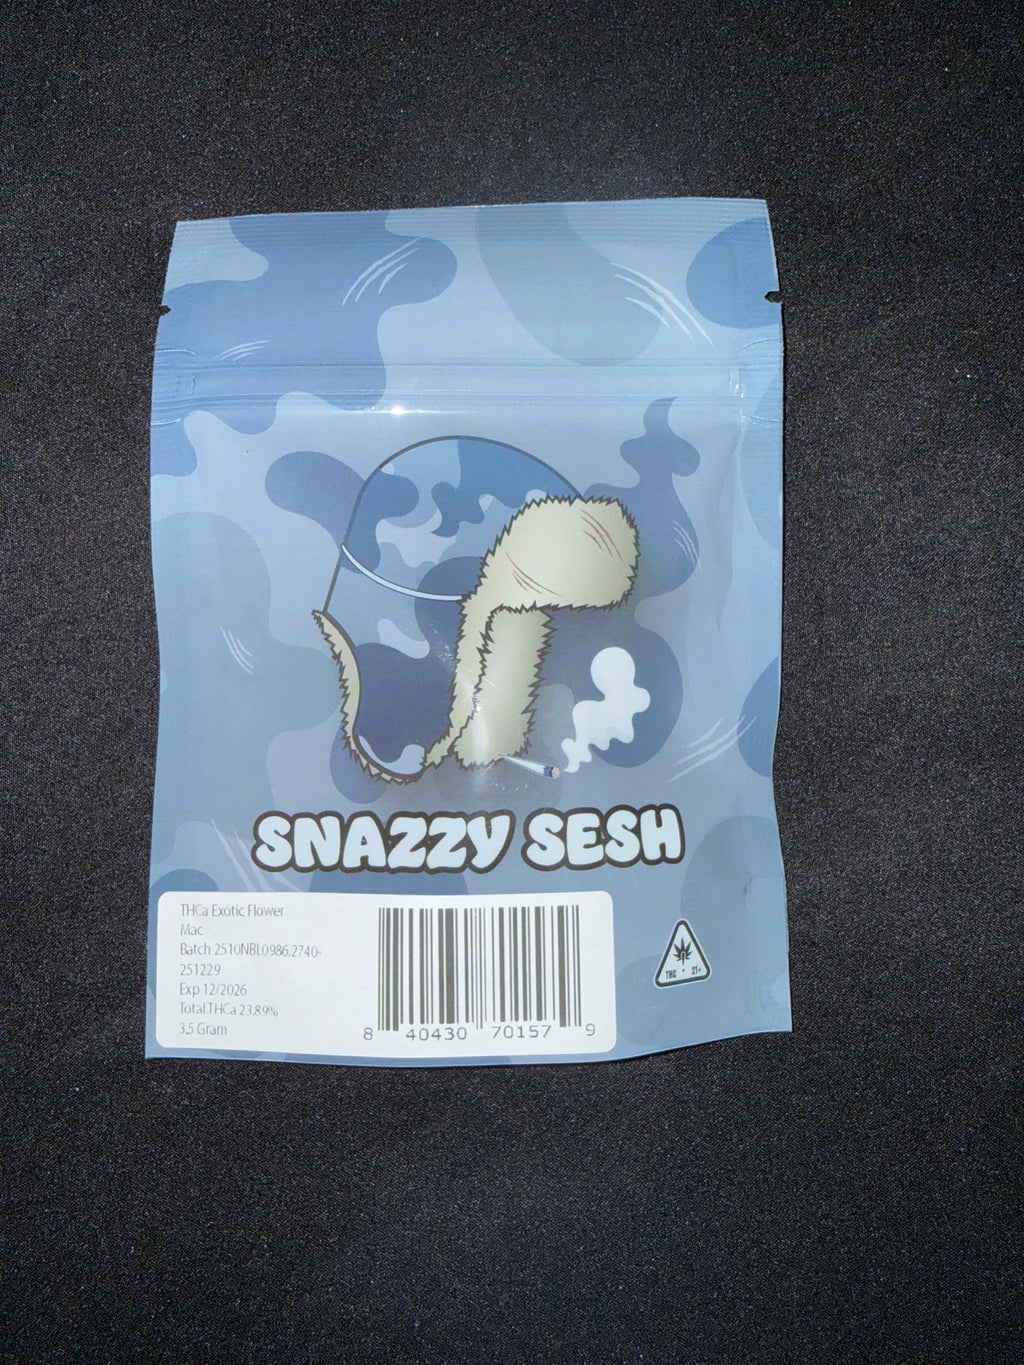 SNAZZY SESH
THCa Exotic Flower
Mac
Batch 2510NBL0986.2740-
251229
Exp 12/2026
Total THCa 23.89%
3.5 Gram
8 40430 70157 9
THC · 21+